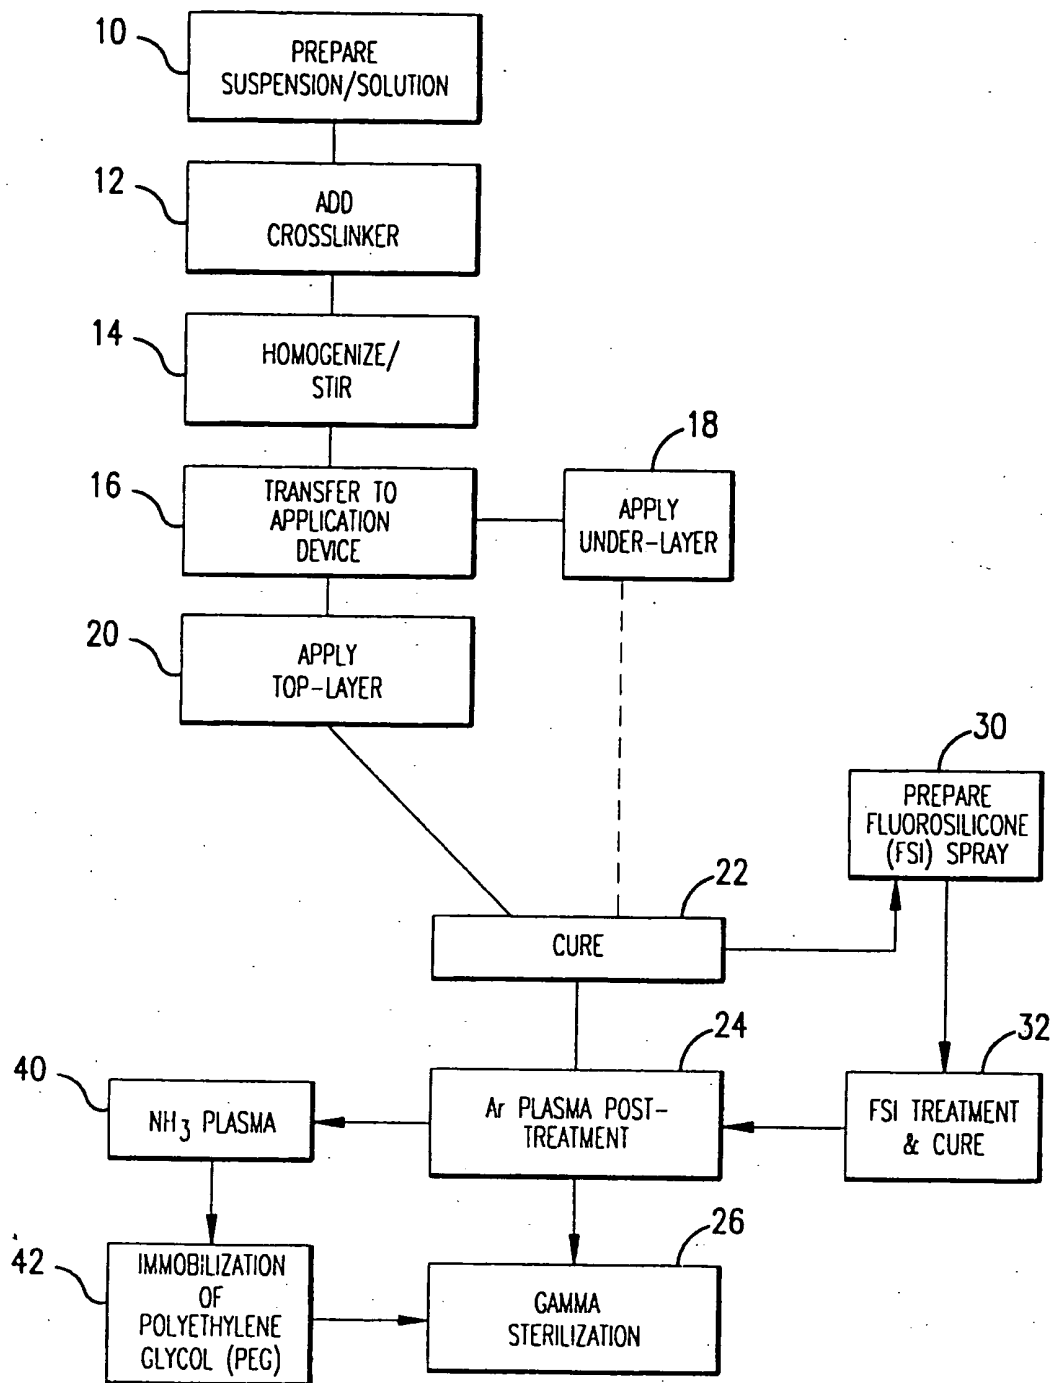 10
PREPARE
SUSPENSION/SOLUTION
12
ADD
CROSSLINKER
14
HOMOGENIZE/
STIR
16
TRANSFER TO
APPLICATION
DEVICE
18
APPLY
UNDER-LAYER
20
APPLY
TOP-LAYER
30
PREPARE
FLUOROSILICONE
(FSI) SPRAY
22
CURE
24
Ar PLASMA POST-
TREATMENT
32
FSI TREATMENT
& CURE
40
NH3 PLASMA
42
IMMOBILIZATION
OF
POLYETHYLENE
GLYCOL (PEG)
26
GAMMA
STERILIZATION